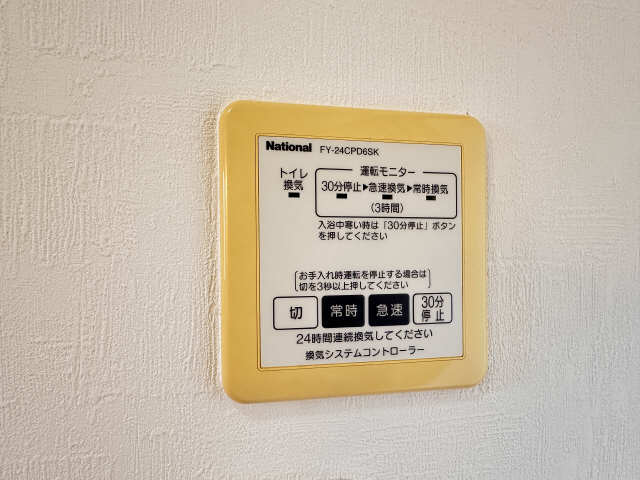 National FY-24CPD6SK
トイレ
換気
運転モニター
30分停止▶急速換気▶常時換気
(3時間)
入浴中寒い時は「30分停止」ボタン
を押してください
お手入れ時運転を停止する場合は
切を3秒以上押してください
切 常時 急速 30分
停止
24時間連続換気してください
換気システムコントローラー